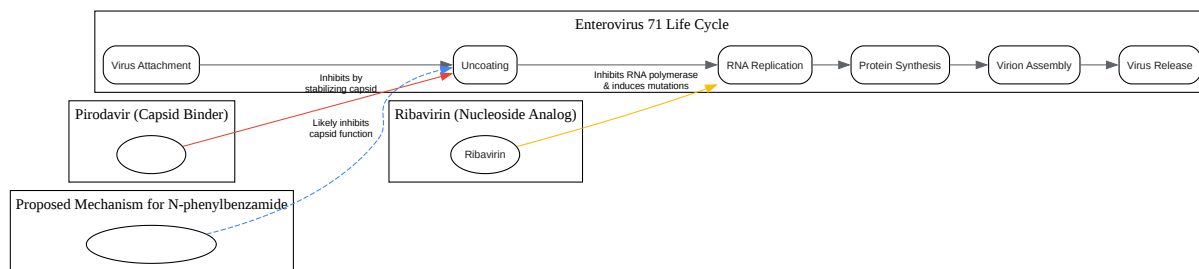 Enterovirus 71 Life Cycle
Virus Attachment
Uncoating
RNA Replication
Protein Synthesis
Virion Assembly
Virus Release
Inhibits by
stabilizing capsid
Inhibits RNA polymerase
& induces mutations
Pirodavir (Capsid Binder)
Likely inhibits
capsid function
Ribavirin (Nucleoside Analog)
Ribavirin
Proposed Mechanism for N-phenylbenzamide